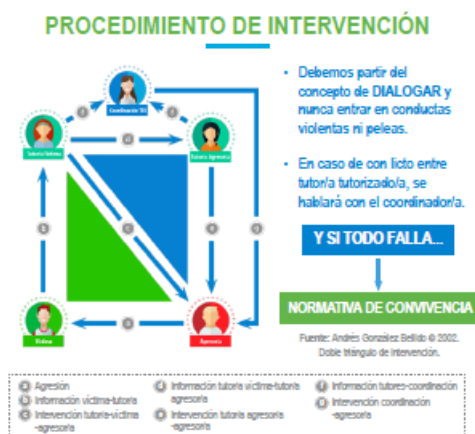 PROCEDIMIENTO DE INTERVENCIÓN
Coordinación TEI
f
f
d
Tutor/a Víctima
Tutor/a Agresor/a
b
c
e
g
a
Víctima
Agresor/a
• Debemos partir del
concepto de DIALOGAR y
nunca entrar en conductas
violentas ni peleas.
• En caso de con licto entre
tutor/a tutorizado/a, se
hablará con el coordinador/a.
Y SI TODO FALLA...
NORMATIVA DE CONVIVENCIA
Fuente: Andrés González Bellido © 2002.
Doble triángulo de Intervención.
a Agresión
b Información víctima-tutor/a
c Intervención tutor/a-víctima
-agresor/a
d Información tutor/a víctima-tutor/a
agresor/a
e Intervención tutor/a agresor/a
-agresor/a
f Información tutores-coordinación
g Intervención coordinación
-agresor/a